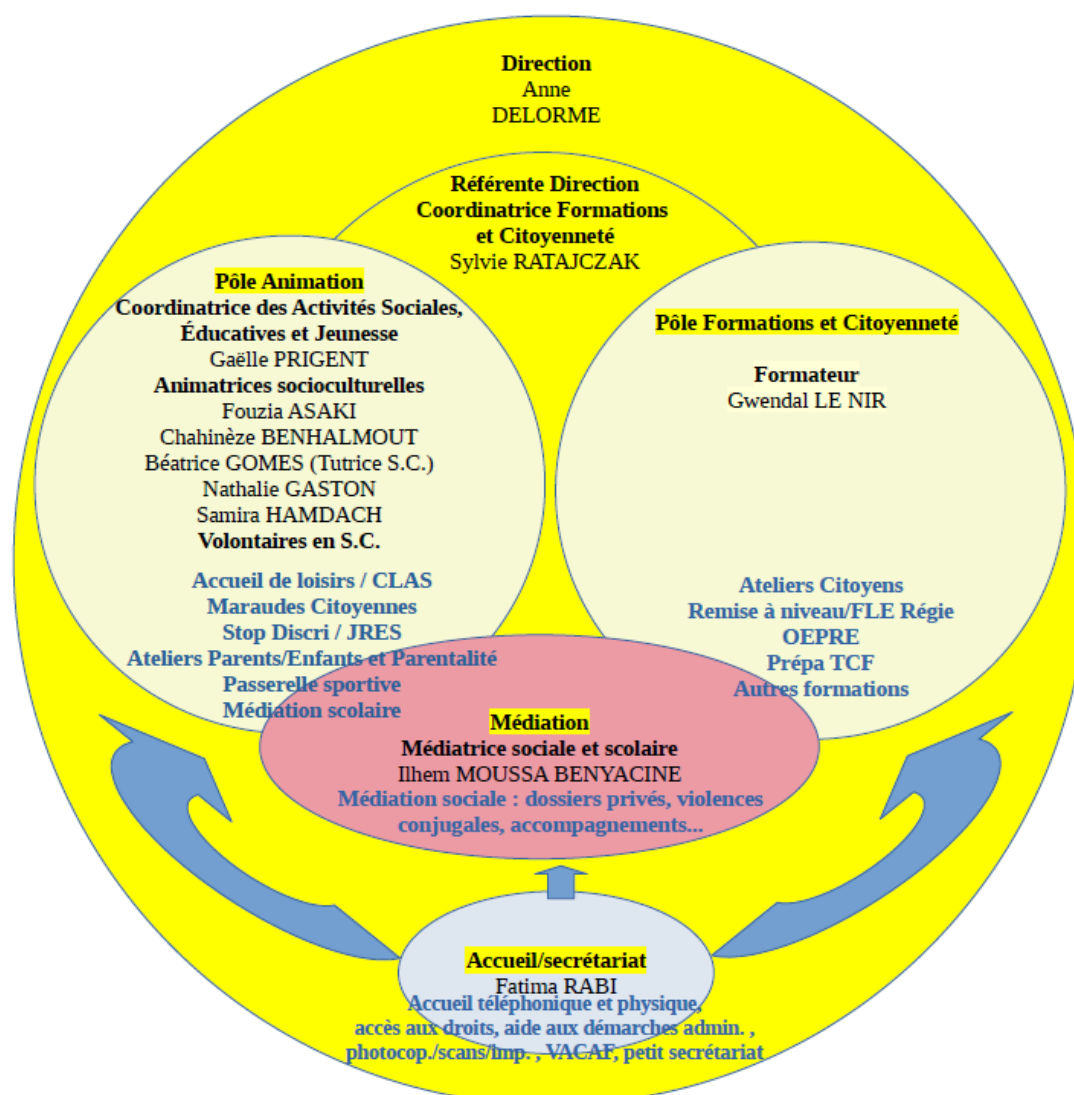 Direction
Anne
DELORME
Référente Direction
Coordinatrice Formations
et Citoyenneté
Sylvie RATAJCZAK
Pôle Animation
Coordinatrice des Activités Sociales,
Éducatives et Jeunesse
Gaëlle PRIGENT
Animatrices socioculturelles
Fouzia ASAKI
Chahinèze BENHALMOUT
Béatrice GOMES (Tutrice S.C.)
Nathalie GASTON
Samira HAMDACH
Volontaires en S.C.
Accueil de loisirs / CLAS
Maraudes Citoyennes
Stop Discri / JRES
Ateliers Parents/Enfants et Parentalité
Passerelle sportive
Médiation scolaire
Pôle Formations et Citoyenneté
Formateur
Gwendal LE NIR
Ateliers Citoyens
Remise à niveau/FLE Régie
OEPRE
Prépa TCF
Autres formations
Médiation
Médiatrice sociale et scolaire
Ilhem MOUSSA BENYACINE
Médiation sociale : dossiers privés, violences
conjugales, accompagnements...
Accueil/secrétariat
Fatima RABI
Accueil téléphonique et physique,
accès aux droits, aide aux démarches admin. ,
photocop./scans/imp. , VACAF, petit secrétariat